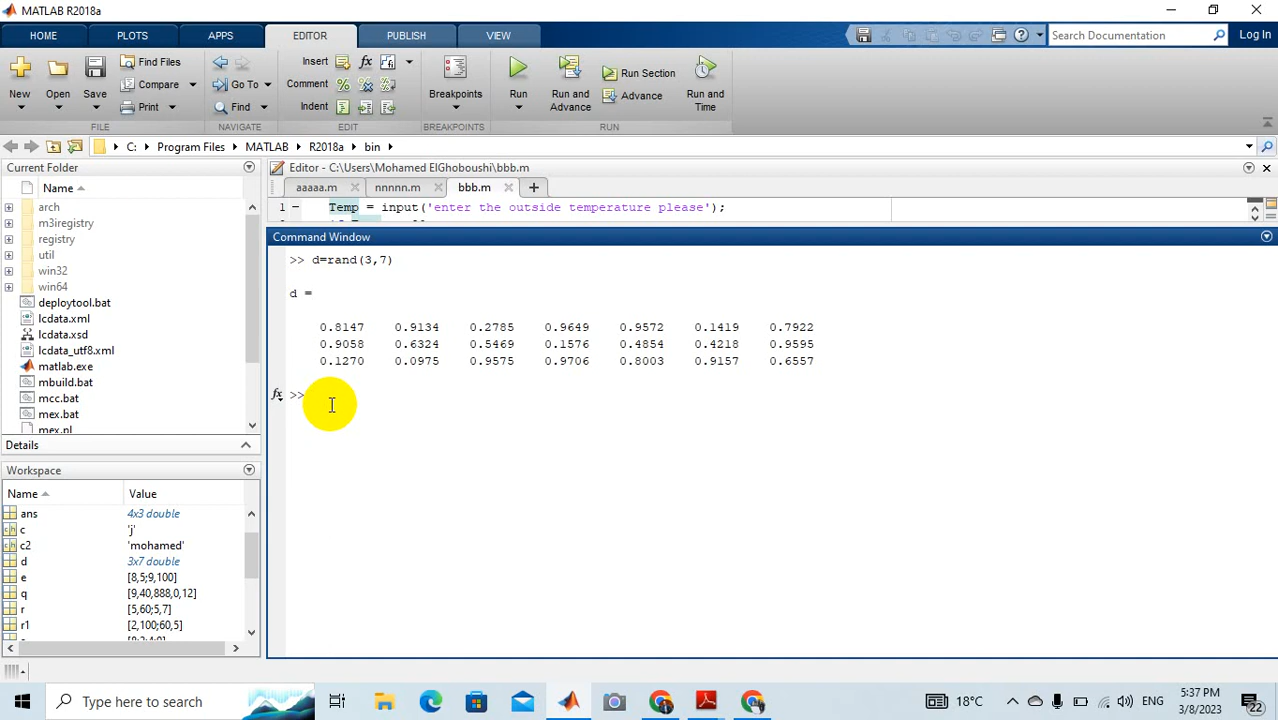 MATLAB R2018a
HOME PLOTS APPS EDITOR PUBLISH VIEW Search Documentation Log In
New Open Save Find Files Compare Print Go To Find Insert Comment Indent Breakpoints Run Run and Advance Run Section Advance Run and Time
FILE NAVIGATE EDIT BREAKPOINTS RUN
C: Program Files MATLAB R2018a bin
Current Folder
Name
arch
m3iregistry
registry
util
win32
win64
deploytool.bat
lcdata.xml
lcdata.xsd
lcdata_utf8.xml
matlab.exe
mbuild.bat
mcc.bat
mex.bat
mex.pl
Details
Workspace
Name Value
ans 4x3 double
c 'j'
c2 'mohamed'
d 3x7 double
e [8,5;9,100]
q [9,40,888,0,12]
r [5,60;5,7]
r1 [2,100;60,5]
Editor - C:\Users\Mohamed ElGhoboushi\bbb.m
aaaaa.m nnnnn.m bbb.m
1 Temp = input('enter the outside temperature please');
Command Window
>> d=rand(3,7)
d =
0.8147 0.9134 0.2785 0.9649 0.9572 0.1419 0.7922
0.9058 0.6324 0.5469 0.1576 0.4854 0.4218 0.9595
0.1270 0.0975 0.9575 0.9706 0.8003 0.9157 0.6557
fx >>
Type here to search 18°C ENG 5:37 PM 3/8/2023 22